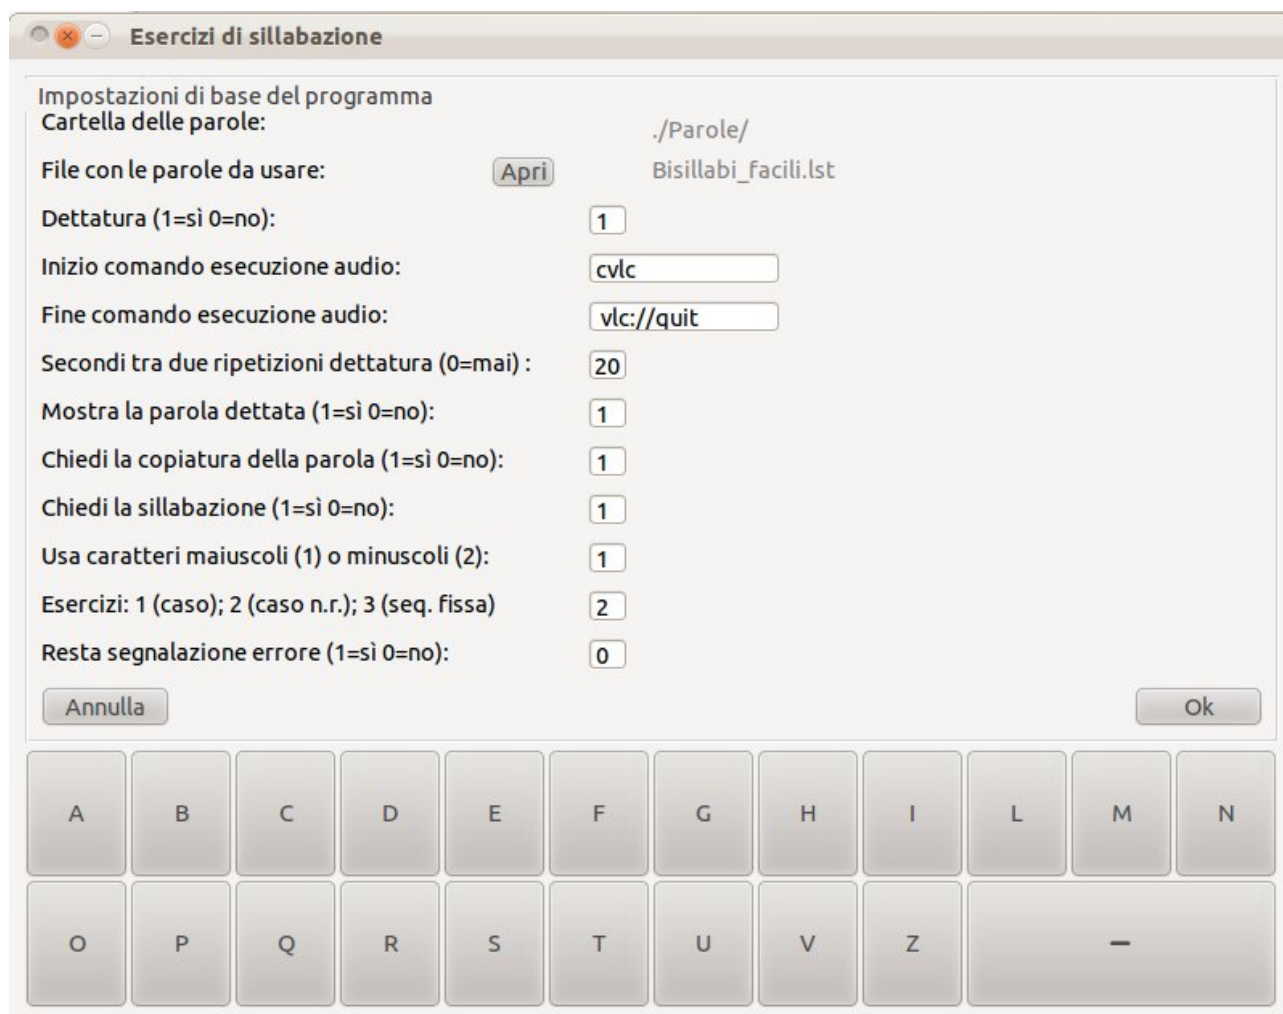 Esercizi di sillabazione
Impostazioni di base del programma
Cartella delle parole: ./Parole/
File con le parole da usare: Apri Bisillabi_facili.lst
Dettatura (1=sì 0=no): 1
Inizio comando esecuzione audio: cvlc
Fine comando esecuzione audio: vlc://quit
Secondi tra due ripetizioni dettatura (0=mai) : 20
Mostra la parola dettata (1=sì 0=no): 1
Chiedi la copiatura della parola (1=sì 0=no): 1
Chiedi la sillabazione (1=sì 0=no): 1
Usa caratteri maiuscoli (1) o minuscoli (2): 1
Esercizi: 1 (caso); 2 (caso n.r.); 3 (seq. fissa) 2
Resta segnalazione errore (1=sì 0=no): 0
Annulla Ok
A B C D E F G H I L M N
O P Q R S T U V Z –